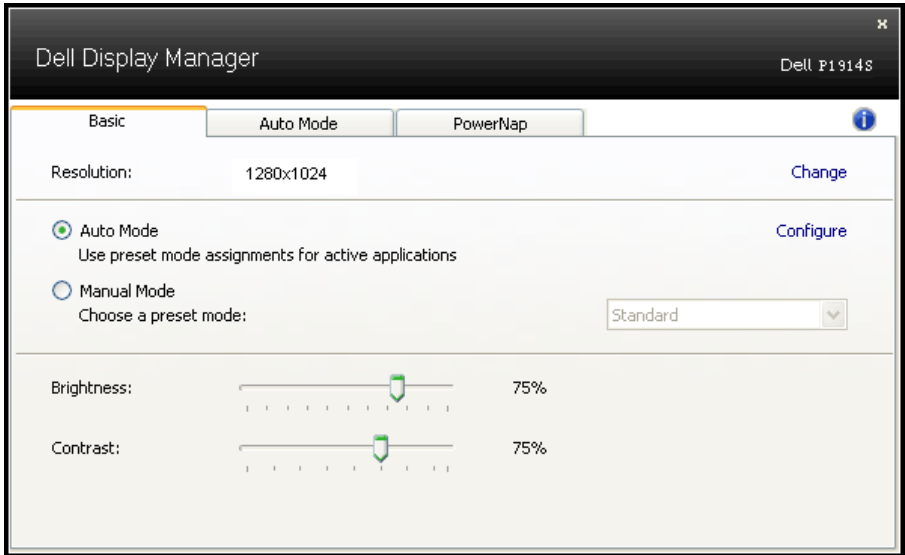 x
Dell Display Manager
Dell P1914S
Basic Auto Mode PowerNap i
Resolution: 1280x1024 Change
Auto Mode Configure
Use preset mode assignments for active applications
Manual Mode
Choose a preset mode: Standard
Brightness: 75%
Contrast: 75%